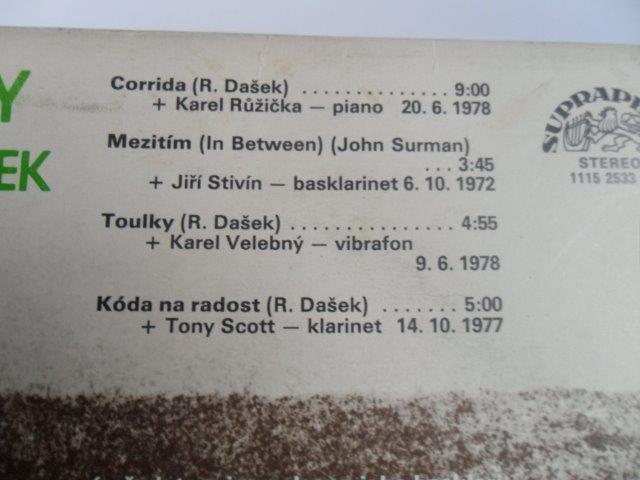 Y
EK
Corrida (R. Dašek) . . . . . . . . . . . . . . . 9:00
+ Karel Růžička — piano 20. 6. 1978
Mezitím (In Between) (John Surman)
. . . 3:45
+ Jiří Stivín — basklarinet 6. 10. 1972
Toulky (R. Dašek) . . . . . . . . . . . . . . . 4:55
+ Karel Velebný — vibrafon
9. 6. 1978
Kóda na radost (R. Dašek) . . . . . . . 5:00
+ Tony Scott — klarinet 14. 10. 1977
SUPRAPH
STEREO
1115 2533